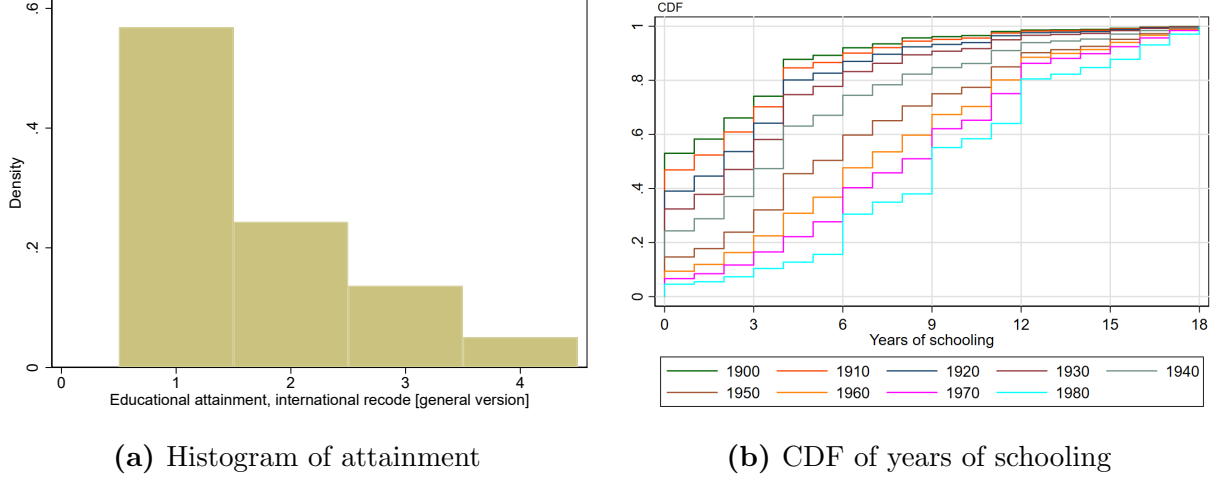 .6
.4
.2
0
Density
0 1 2 3 4
Educational attainment, international recode [general version]
(a) Histogram of attainment
CDF
1
.8
.6
.4
.2
0
0 3 6 9 12 15 18
Years of schooling
1900 1910 1920 1930 1940
1950 1960 1970 1980
(b) CDF of years of schooling